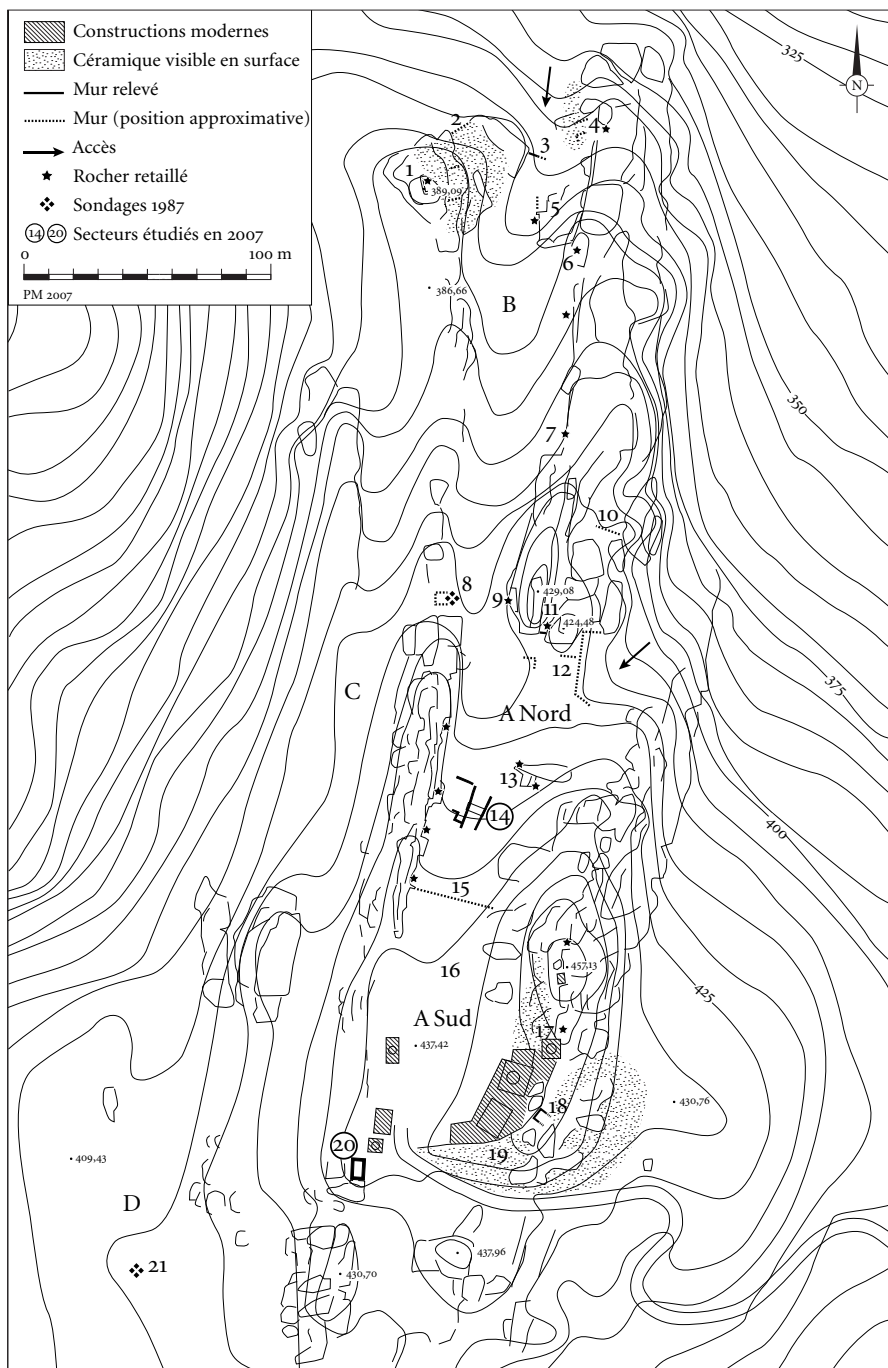 Constructions modernes
Céramique visible en surface
Mur relevé
Mur (position approximative)
Accès
Rocher retaillé
Sondages 1987
14 20 Secteurs étudiés en 2007
0 100 m
PM 2007
N
325
2
4
3
1
389,09
5
6
386,66
B
350
7
10
8
9
429,08
11
424,48
12
375
C
A Nord
13
14
400
15
16
457,13
425
17
A Sud
437,42
430,76
18
20
19
409,43
D
437,96
21
430,70